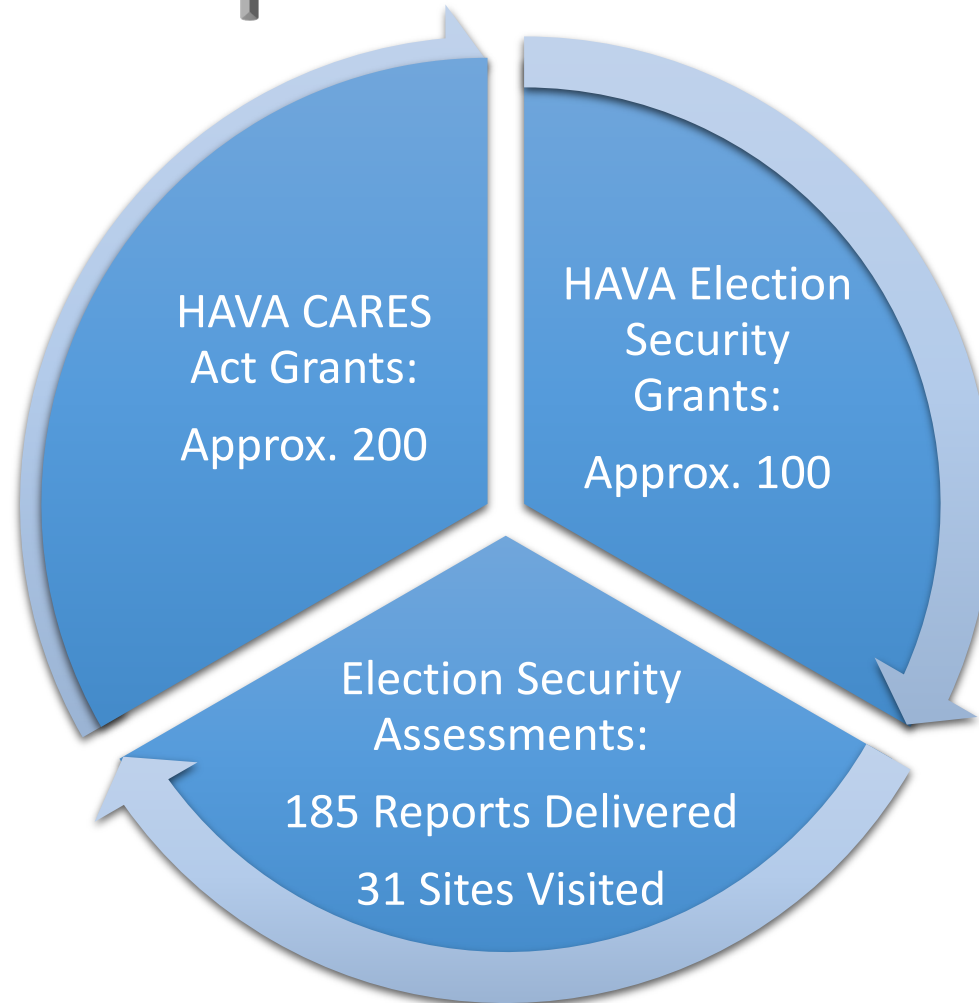 HAVA CARES
Act Grants:
Approx. 200
HAVA Election
Security
Grants:
Approx. 100
Election Security
Assessments:
185 Reports Delivered
31 Sites Visited